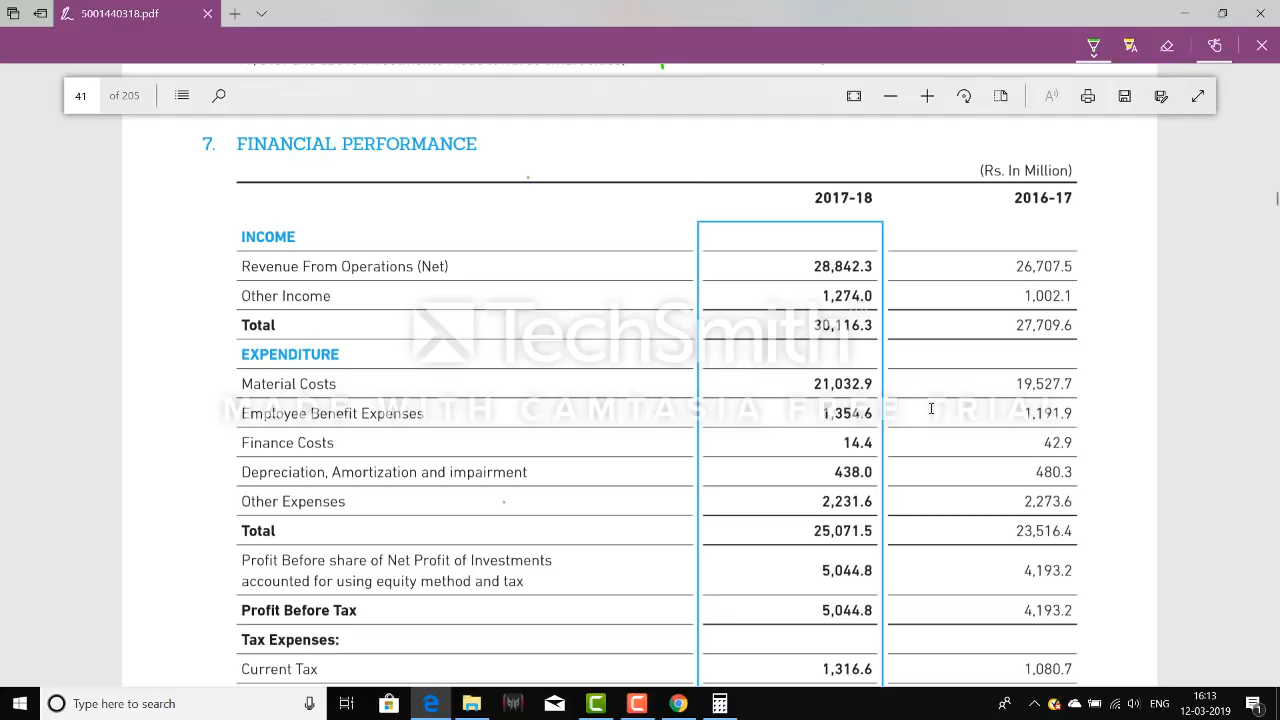 5001440318.pdf
41 of 205
7. FINANCIAL PERFORMANCE
(Rs. In Million)
2017-18 2016-17
INCOME
Revenue From Operations (Net) 28,842.3 26,707.5
Other Income 1,274.0 1,002.1
Total 30,116.3 27,709.6
TechSmith
EXPENDITURE
Material Costs 21,032.9 19,527.7
MADE WITH CAMTASIA FREE TRIAL
Employee Benefit Expenses 1,354.6 1,191.9
Finance Costs 14.4 42.9
Depreciation, Amortization and impairment 438.0 480.3
Other Expenses 2,231.6 2,273.6
Total 25,071.5 23,516.4
Profit Before share of Net Profit of Investments
accounted for using equity method and tax 5,044.8 4,193.2
Profit Before Tax 5,044.8 4,193.2
Tax Expenses:
Current Tax 1,316.6 1,080.7
Type here to search
ENG
16:13
12-03-2019